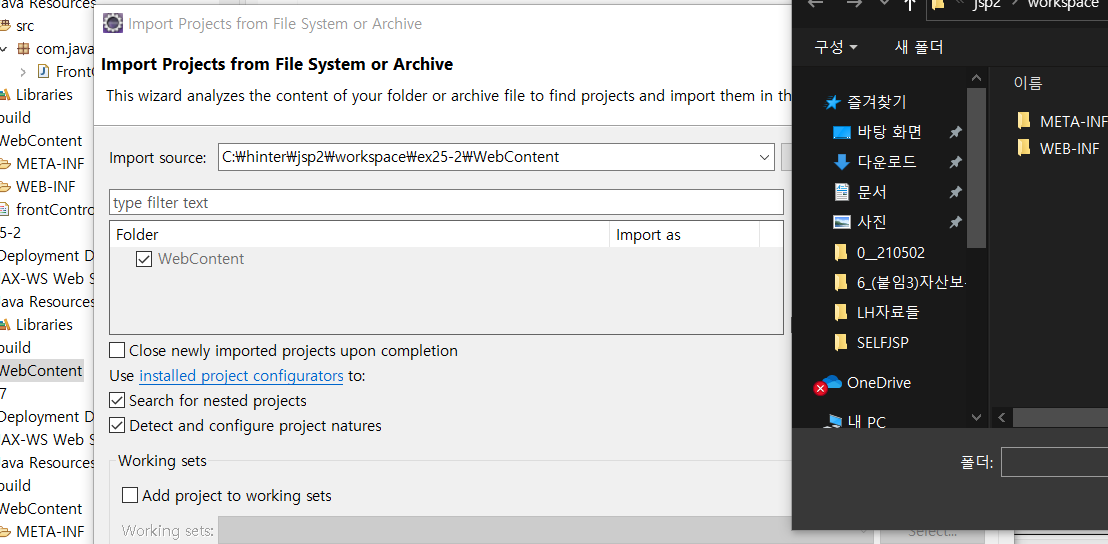 ava Resources
src
com.java
FrontC
Libraries
build
WebContent
META-INF
WEB-INF
frontContro
5-2
Deployment D
AX-WS Web S
ava Resources
Libraries
build
WebContent
7
Deployment D
AX-WS Web S
ava Resources
build
WebContent
META-INF
Import Projects from File System or Archive
Import Projects from File System or Archive
This wizard analyzes the content of your folder or archive file to find projects and import them in th
Import source: C:₩hinter₩jsp2₩workspace₩ex25-2₩WebContent
type filter text
Folder Import as
WebContent
Close newly imported projects upon completion
Use installed project configurators to:
Search for nested projects
Detect and configure project natures
Working sets
Add project to working sets
Working sets: Select...
« jsp2 > workspace
구성 새 폴더
즐겨찾기
바탕 화면
다운로드
문서
사진
0__210502
6_(붙임3)자산보
LH자료들
SELFJSP
OneDrive
내 PC
이름
META-INF
WEB-INF
폴더: